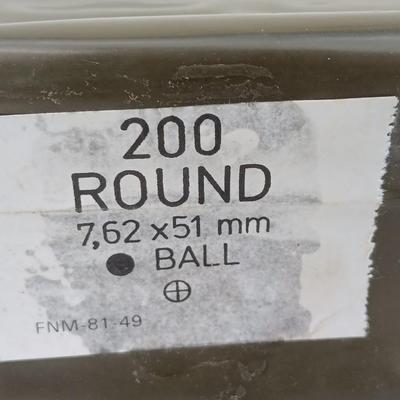 200
ROUND
7,62 x 51 mm
● BALL
⊕
FNM-81-49